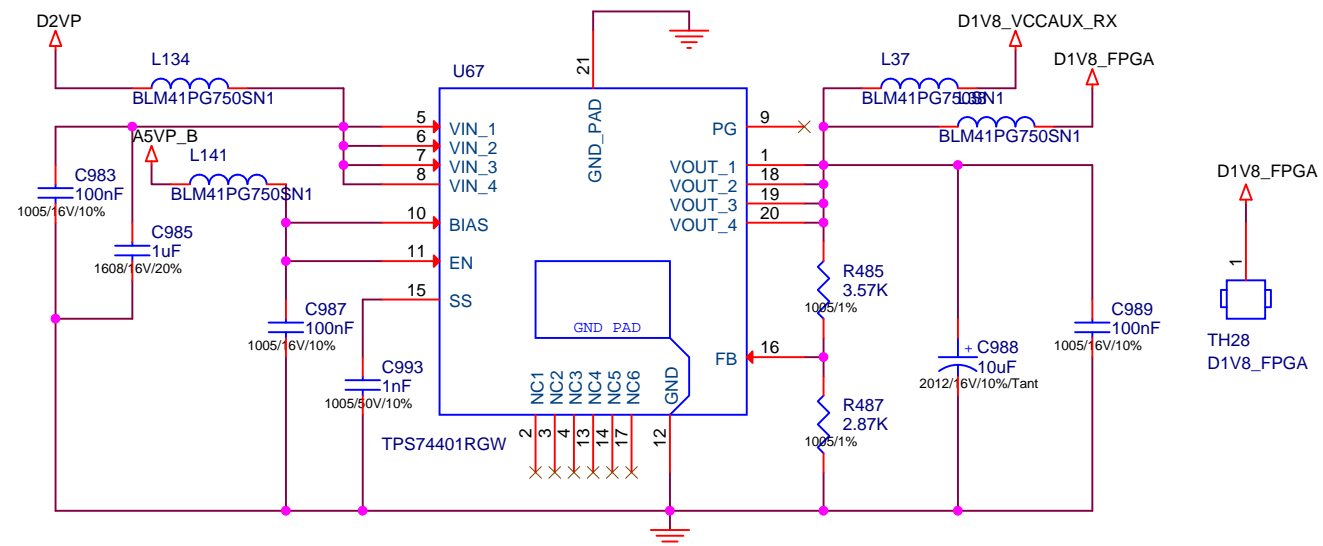 D2VP
L134
BLM41PG750SN1
A5VP_B
L141
BLM41PG750SN1
C983
100nF
1005/16V/10%
C985
1uF
1608/16V/20%
C987
100nF
1005/16V/10%
C993
1nF
1005/50V/10%
U67
21
GND_PAD
5 VIN_1
6 VIN_2
7 VIN_3
8 VIN_4
10 BIAS
11 EN
15 SS
PG 9
VOUT_1 1
VOUT_2 18
VOUT_3 19
VOUT_4 20
FB 16
GND PAD
NC1 NC2 NC3 NC4 NC5 NC6 GND
2 3 4 13 14 17 12
TPS74401RGW
D1V8_VCCAUX_RX
L37
BLM41PG750SN1
D1V8_FPGA
BLM41PG750SN1
R485
3.57K
1005/1%
R487
2.87K
1005/1%
+ C988
10uF
2012/16V/10%/Tant
C989
100nF
1005/16V/10%
D1V8_FPGA
1
TH28
D1V8_FPGA